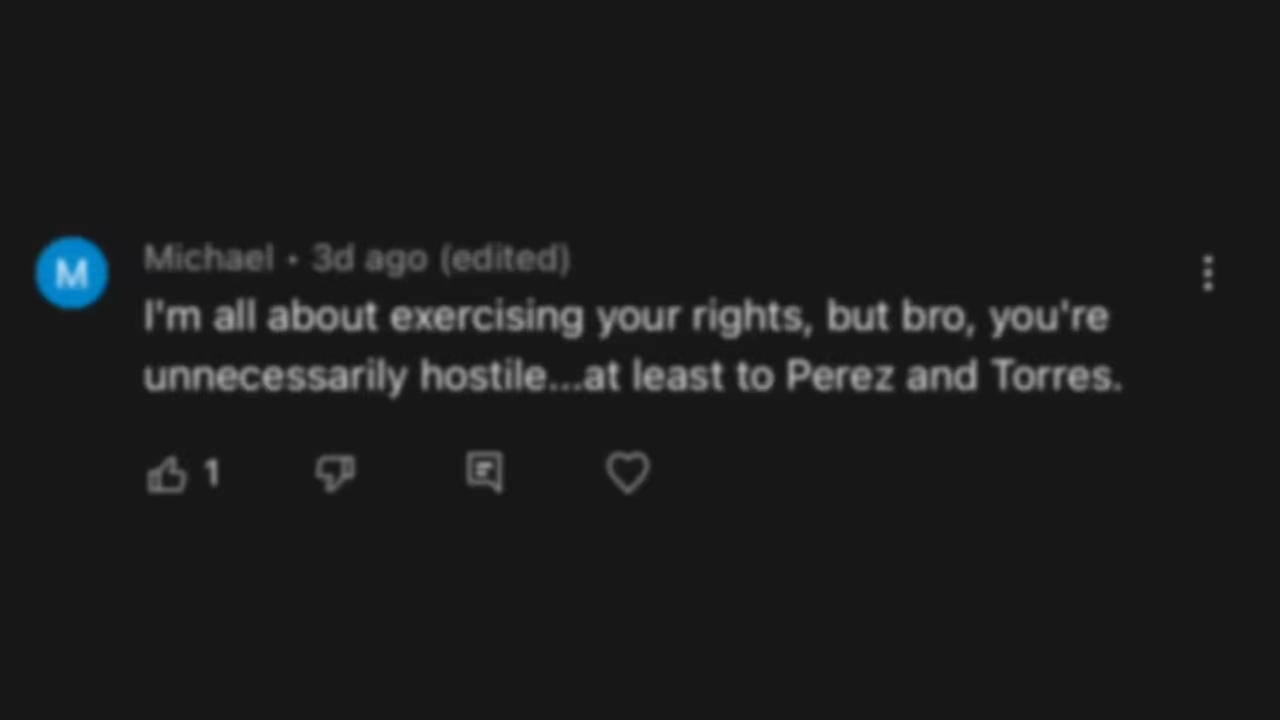 M
Michael • 3d ago (edited)
I'm all about exercising your rights, but bro, you're
unnecessarily hostile...at least to Perez and Torres.
1